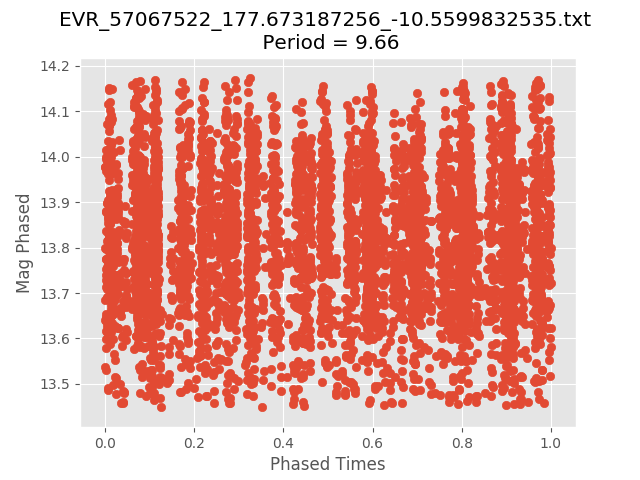 EVR_57067522_177.673187256_-10.5599832535.txt
Period = 9.66
14.2
14.1
14.0
13.9
13.8
13.7
13.6
13.5
Mag Phased
0.0 0.2 0.4 0.6 0.8 1.0
Phased Times